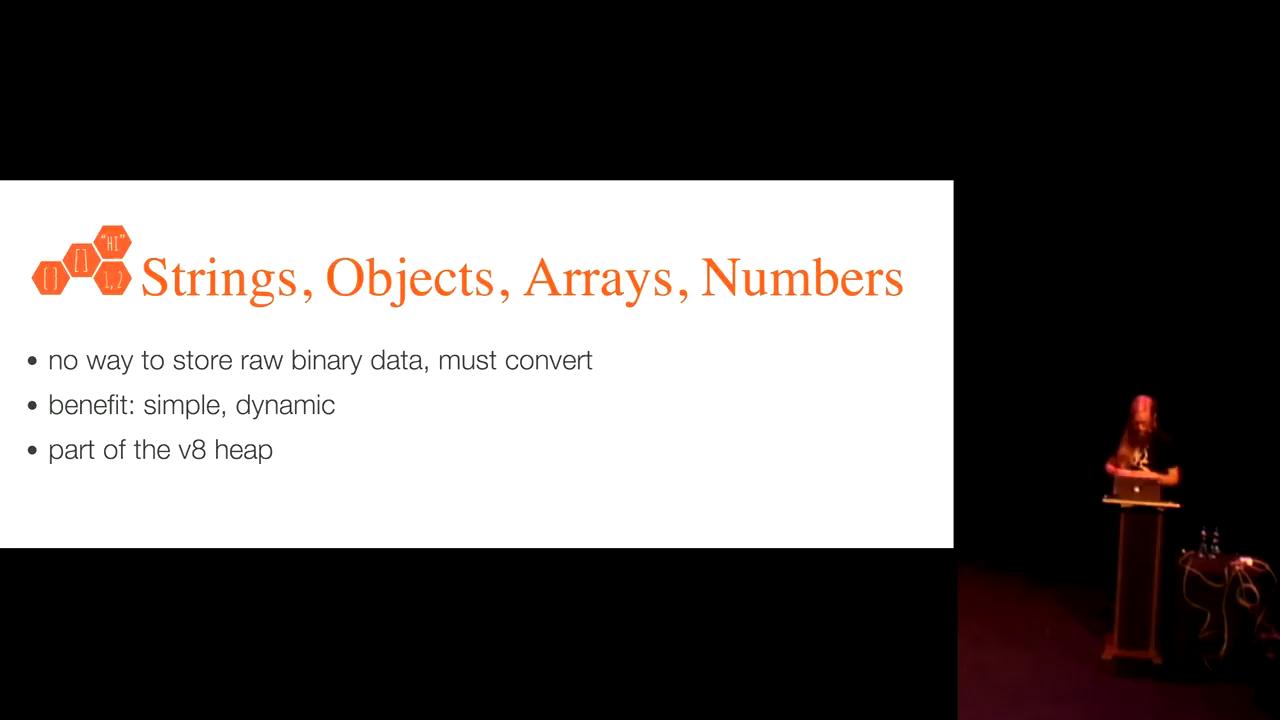 "HI"
[]
{}
1,2
Strings, Objects, Arrays, Numbers
• no way to store raw binary data, must convert
• benefit: simple, dynamic
• part of the v8 heap